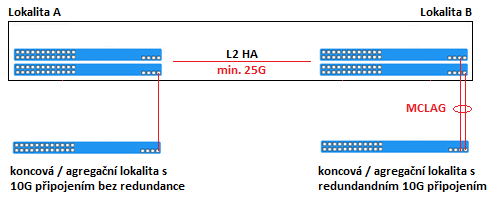 Lokalita A
Lokalita B
L2 HA
min. 25G
MCLAG
koncová / agregační lokalita s
10G připojením bez redundance
koncová / agregační lokalita s
redundandním 10G připojením